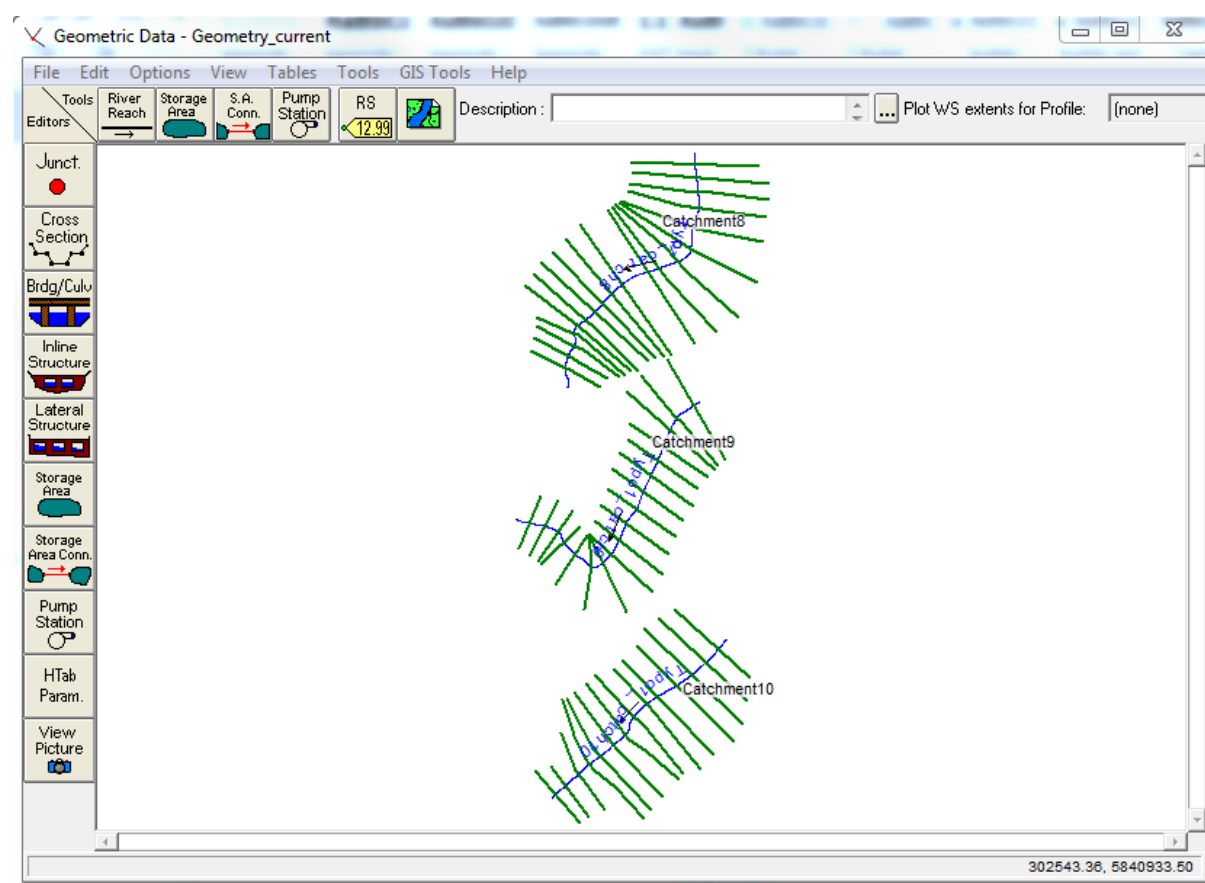 Geometric Data - Geometry_current
File Edit Options View Tables Tools GIS Tools Help
Tools
Editors
River
Reach
Storage
Area
S.A.
Conn.
Pump
Station
RS
12.99
Description :
...
Plot WS extents for Profile:
(none)
Junct.
Cross
Section
Brdg/Culv
Inline
Structure
Lateral
Structure
Storage
Area
Storage
Area Conn.
Pump
Station
HTab
Param.
View
Picture
Catchment8
Catchment9
Catchment10
302543.36, 5840933.50